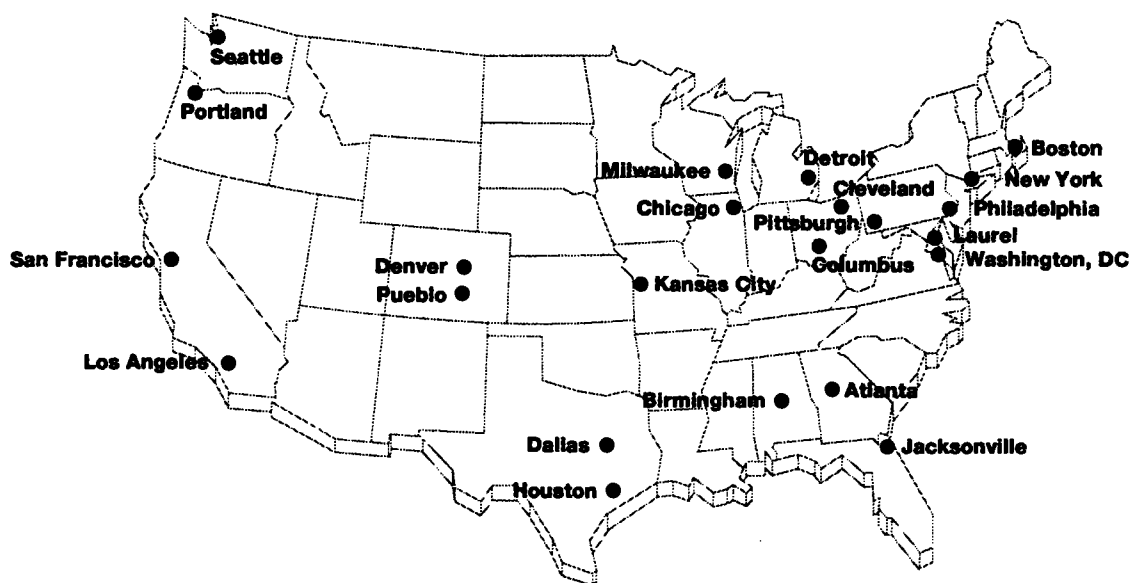 Seattle
Portland
Boston
Detroit
Milwaukee
New York
Cleveland
Chicago
Philadelphia
Pittsburgh
Laurel
Washington, DC
San Francisco
Denver
Columbus
Kansas City
Pueblo
Los Angeles
Atlanta
Birmingham
Dallas
Jacksonville
Houston